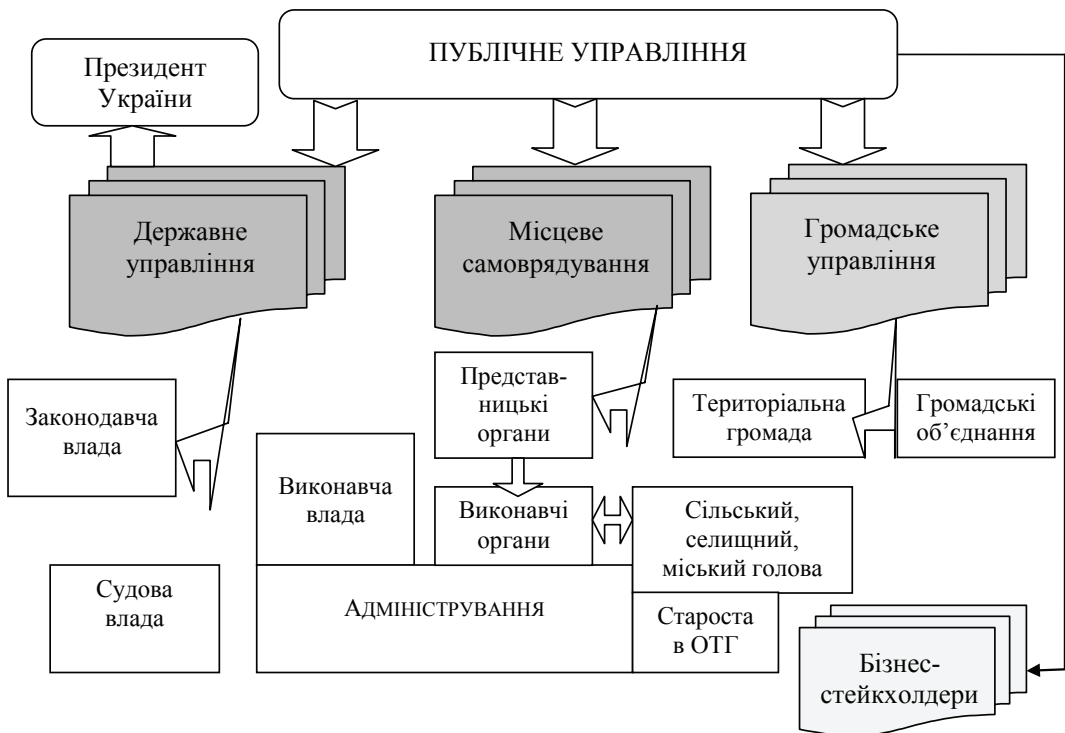 ПУБЛІЧНЕ УПРАВЛІННЯ
Президент
України
Державне
управління
Місцеве
самоврядування
Громадське
управління
Законодавча
влада
Представ-
ницькі
органи
Територіальна
громада
Громадські
об’єднання
Виконавча
влада
Виконавчі
органи
Сільський,
селищний,
міський голова
Судова
влада
АДМІНІСТРУВАННЯ
Староста
в ОТГ
Бізнес-
стейкхолдери